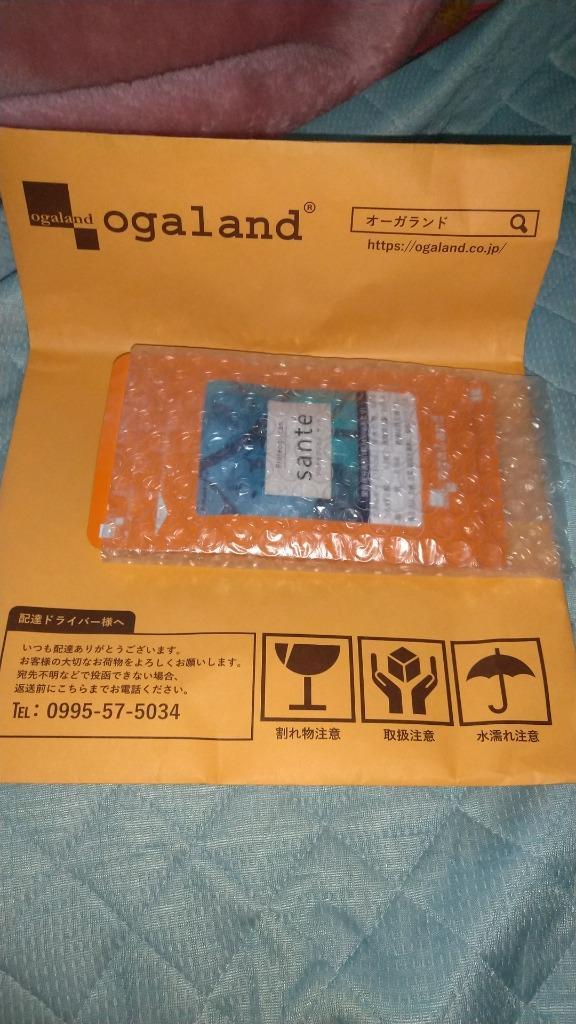 ogaland
ogaland®
オーガランド
https://ogaland.co.jp/
sante
ogaland
配達ドライバー様へ
いつも配達ありがとうございます。
お客様の大切なお荷物をよろしくお願いします。
宛先不明などで投函できない場合、
返送前にこちらまでお電話ください。
TEL: 0995-57-5034
割れ物注意
取扱注意
水濡れ注意